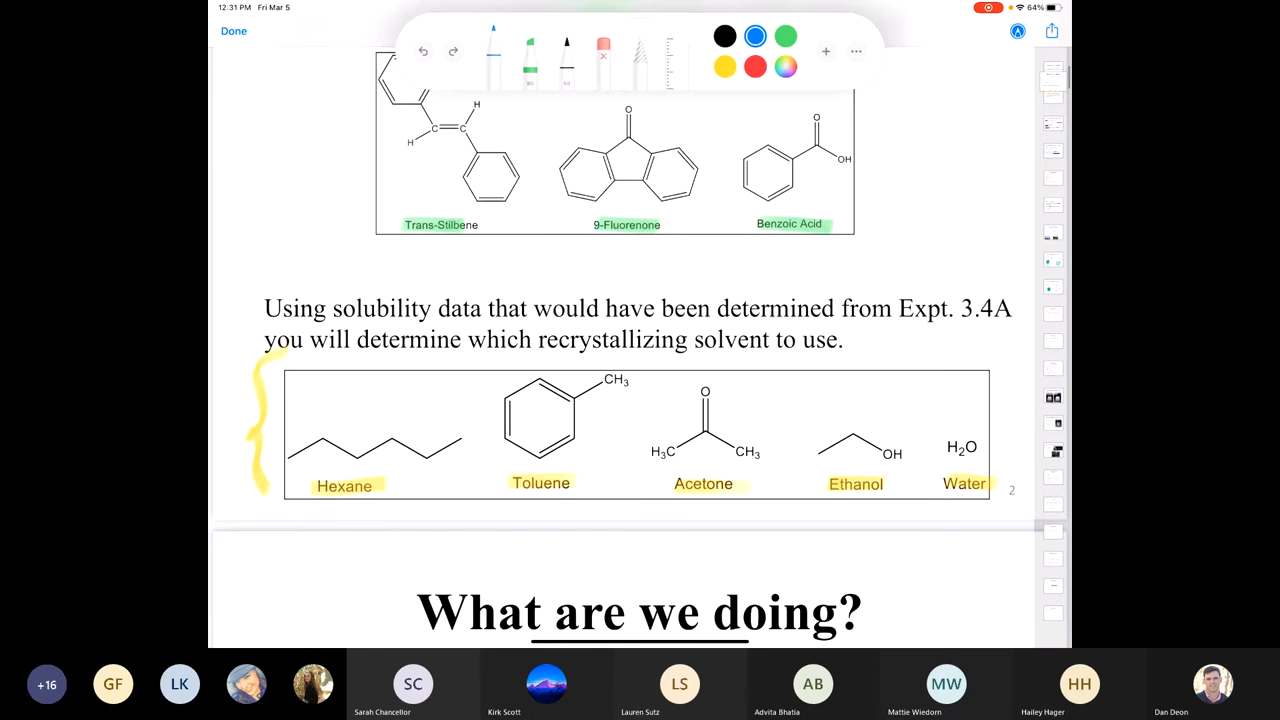 12:31 PM Fri Mar 5
64%
Done
H
C C
H
O
O
OH
Trans-Stilbene
9-Fluorenone
Benzoic Acid
Using solubility data that would have been determined from Expt. 3.4A
you will determine which recrystallizing solvent to use.
CH3
O
H3C
CH3
OH
H2O
Hexane
Toluene
Acetone
Ethanol
Water
2
What are we doing?
+16
GF
LK
SC
LS
AB
MW
HH
Sarah Chancellor
Kirk Scott
Lauren Sutz
Advita Bhatia
Mattie Wiedorn
Hailey Hager
Dan Deon